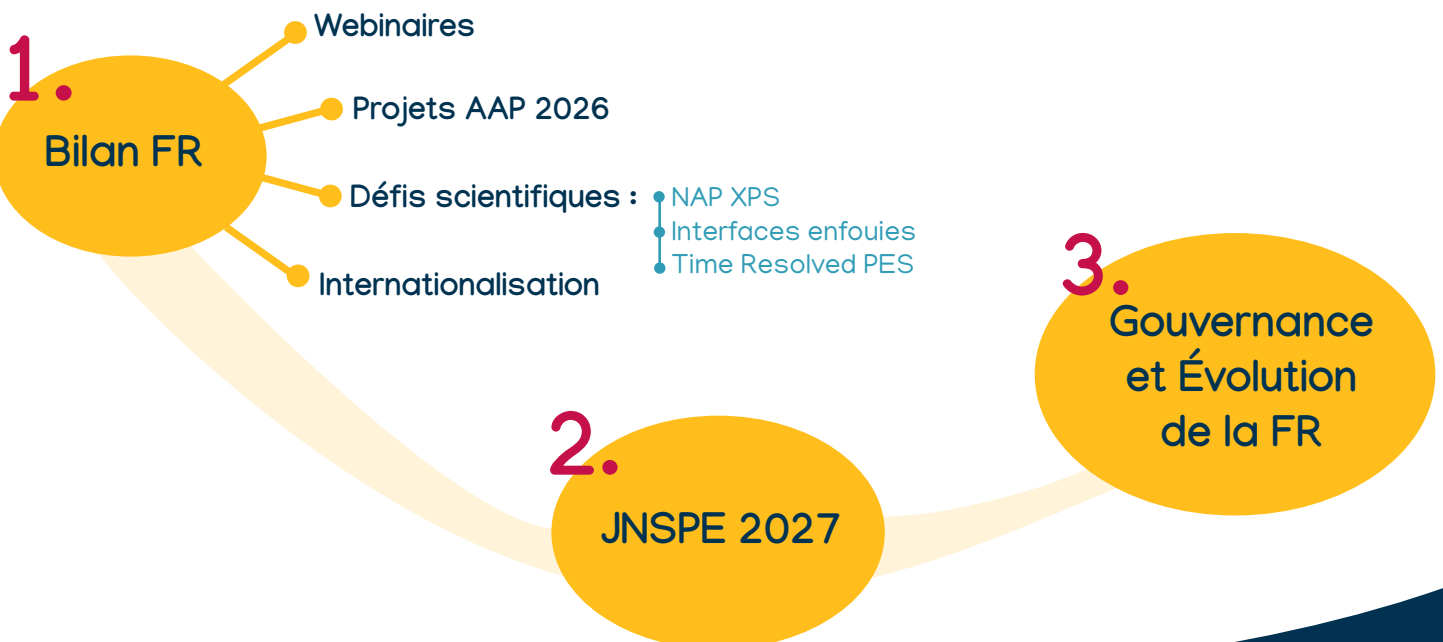 1.
Bilan FR
Webinaires
Projets AAP 2026
Défis scientifiques :
NAP XPS
Interfaces enfouies
Time Resolved PES
Internationalisation
2.
JNSPE 2027
3.
Gouvernance
et Évolution
de la FR